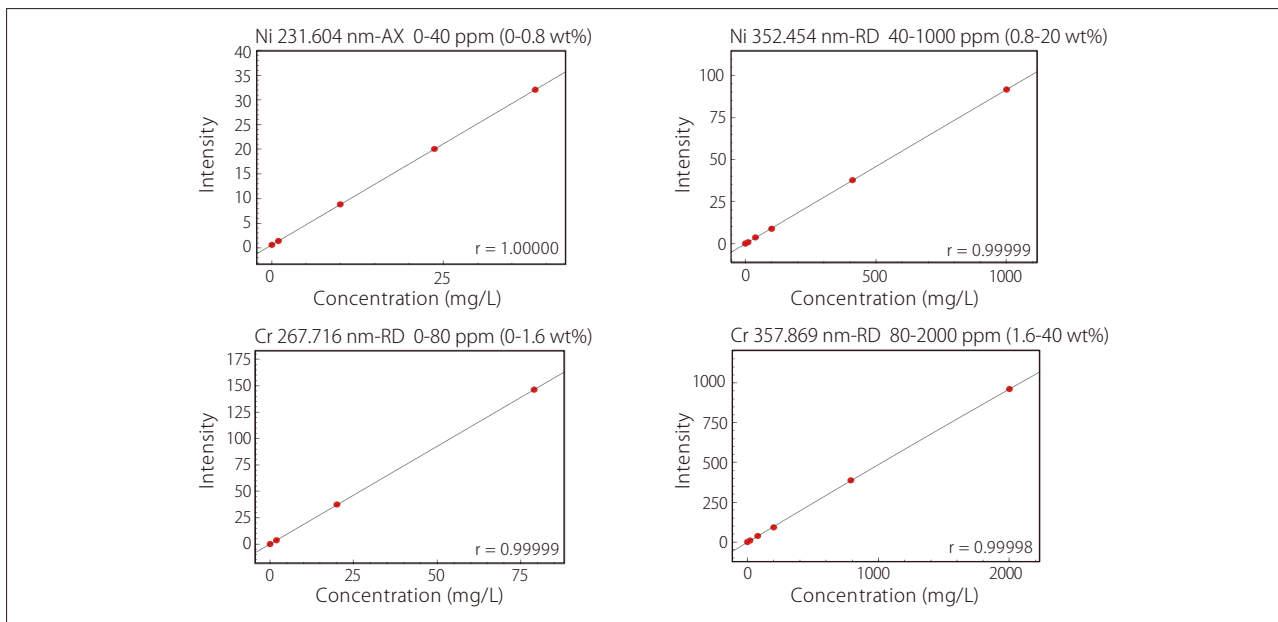 Ni 231.604 nm-AX 0-40 ppm (0-0.8 wt%)
40
35
30
25
20
15
10
5
0
Intensity
r = 1.00000
0 25
Concentration (mg/L)
Ni 352.454 nm-RD 40-1000 ppm (0.8-20 wt%)
100
75
50
25
0
Intensity
r = 0.99999
0 500 1000
Concentration (mg/L)
Cr 267.716 nm-RD 0-80 ppm (0-1.6 wt%)
175
150
125
100
75
50
25
0
Intensity
r = 0.99999
0 25 50 75
Concentration (mg/L)
Cr 357.869 nm-RD 80-2000 ppm (1.6-40 wt%)
1000
750
500
250
0
Intensity
r = 0.99998
0 1000 2000
Concentration (mg/L)